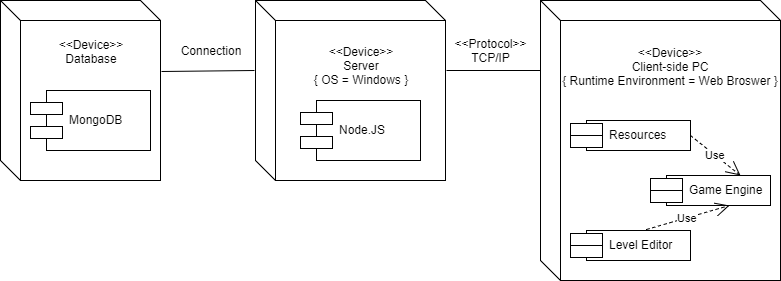 <<Device>>
Database
MongoDB
Connection
<<Device>>
Server
{ OS = Windows }
Node.JS
<<Protocol>>
TCP/IP
<<Device>>
Client-side PC
{ Runtime Environment = Web Broswer }
Resources
Use
Game Engine
Use
Level Editor